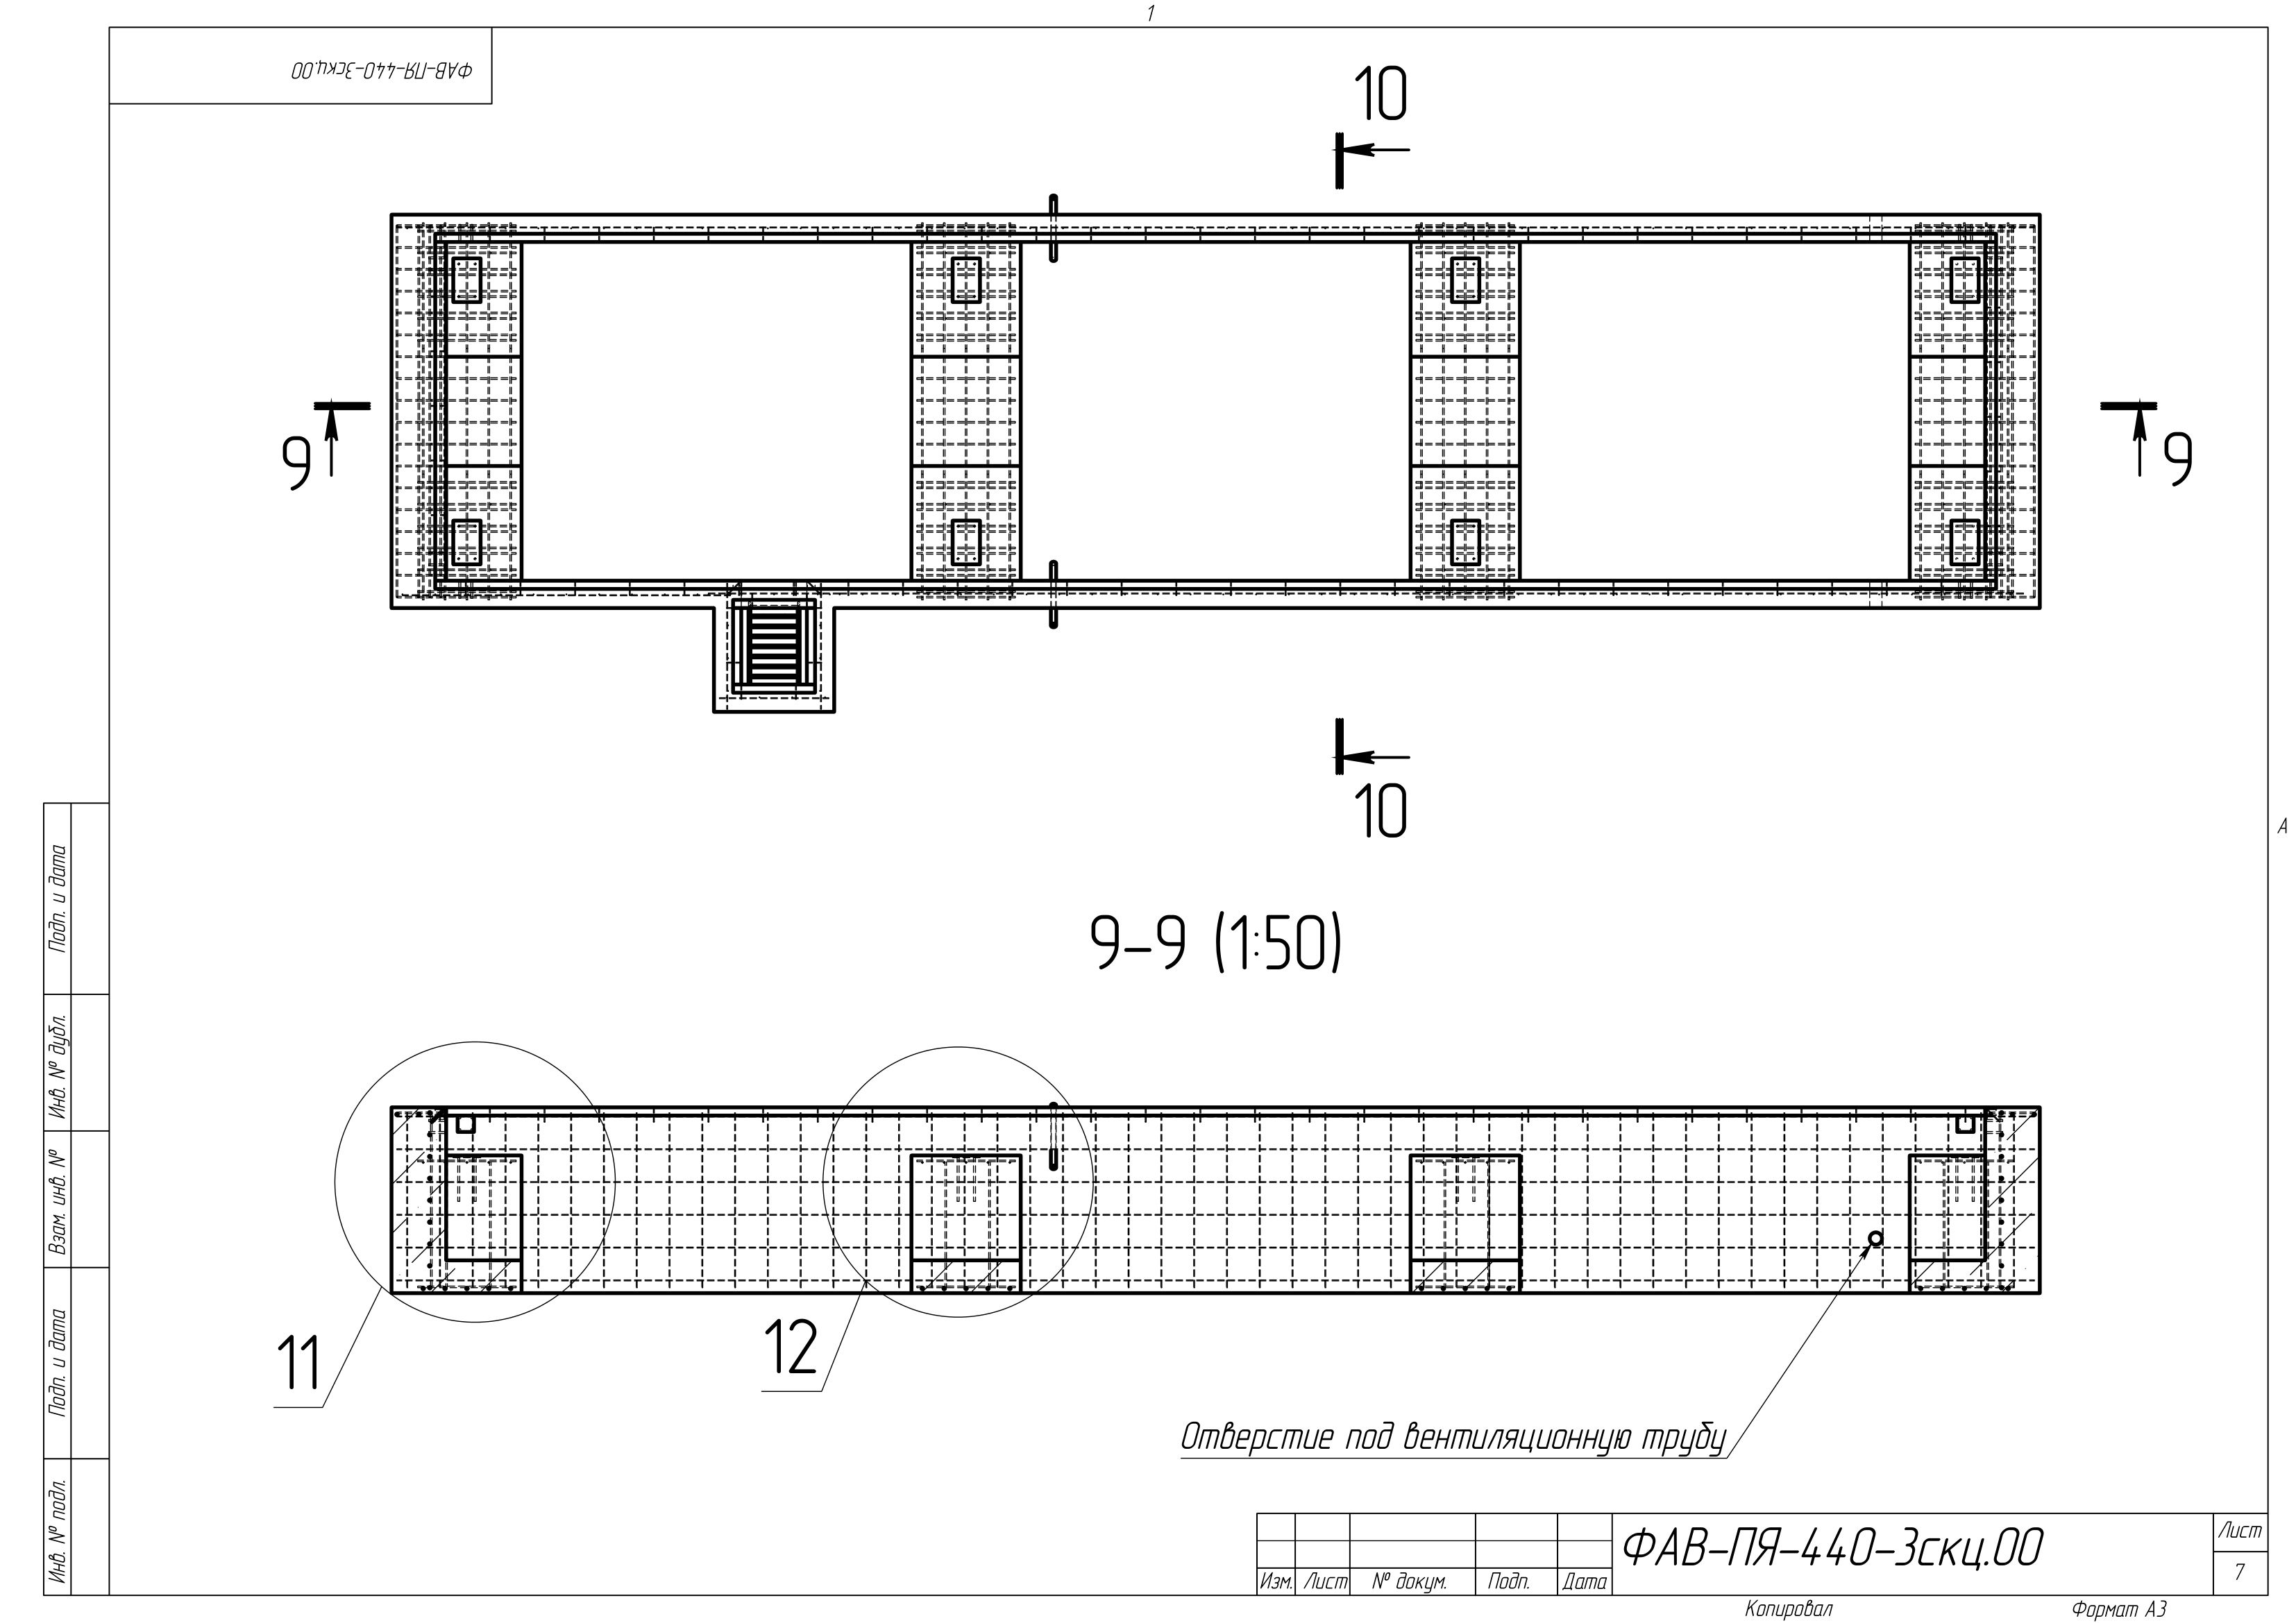 1
ФАВ-ПЯ-440-3скц.00
10
9
9
10
А
9-9 (1:50)
11
12
Отверстие под вентиляционную трубу
Подп. и дата
Инв. № дубл.
Взам. инв. №
Подп. и дата
Инв. № подл.
Изм. Лист № докум. Подп. Дата
ФАВ-ПЯ-440-3скц.00
Лист
7
Копировал
Формат А3